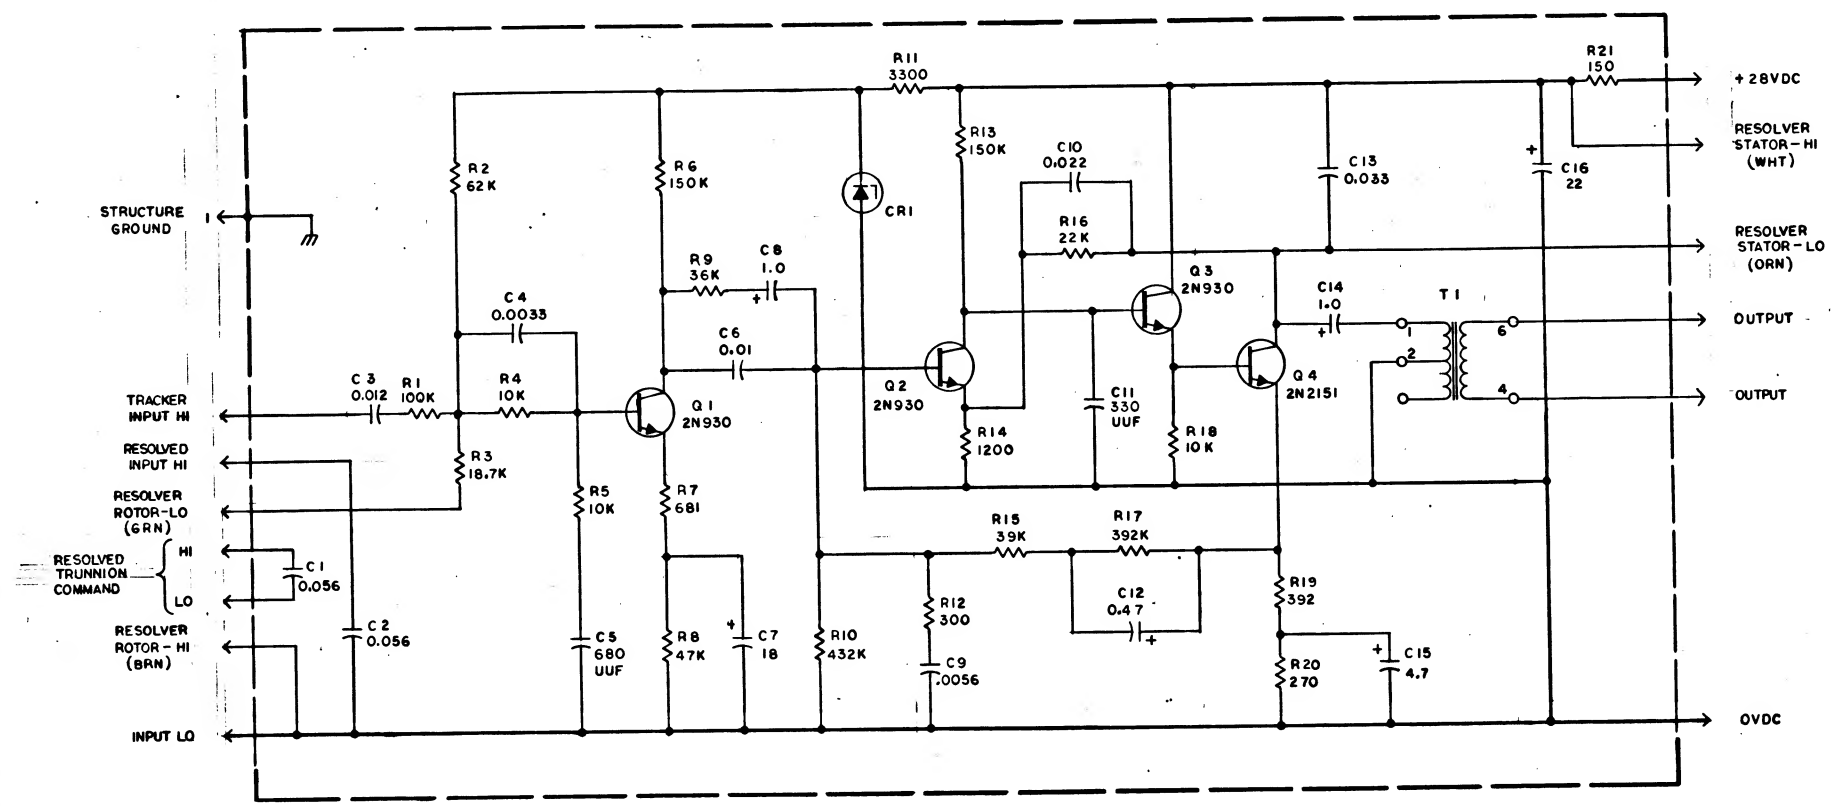 R11
3300
R21
150
+28VDC
RESOLVER
STATOR-HI
(WHT)
R13
150K
C10
0.022
C13
0.033
+
C16
22
R2
62K
R6
150K
CR1
STRUCTURE
GROUND
1
R16
22K
RESOLVER
STATOR-LO
(ORN)
R9
36K
C8
1.0
+
Q3
2N930
C4
0.0033
C14
1.0
+
T1
1
2
6
4
OUTPUT
OUTPUT
C6
0.01
Q2
2N930
Q4
2N2151
C3
0.012
R1
100K
R4
10K
Q1
2N930
C11
330
UUF
TRACKER
INPUT HI
R14
1200
R18
10K
RESOLVED
INPUT HI
R3
18.7K
RESOLVER
ROTOR-LO
(GRN)
R5
10K
R7
681
R15
39K
R17
392K
RESOLVED
TRUNNION
COMMAND
HI
LO
C1
0.056
R12
300
C12
0.47
+
R19
392
RESOLVER
ROTOR-HI
(BRN)
C2
0.056
C5
680
UUF
R8
47K
+
C7
18
R10
432K
C9
.0056
R20
270
+
C15
4.7
INPUT LO
0VDC